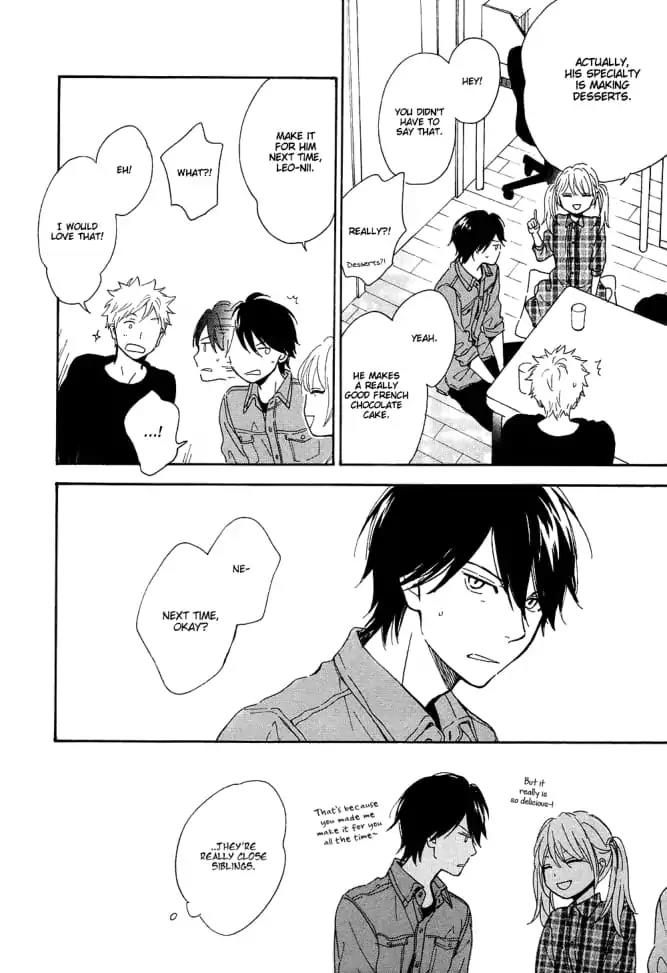 ACTUALLY,
HIS SPECIALTY
IS MAKING
DESSERTS.
HEY!
YOU DIDN'T
HAVE TO
SAY THAT.
REALLY?!
Desserts?!
YEAH.
HE MAKES
A REALLY
GOOD FRENCH
CHOCOLATE
CAKE.
MAKE IT
FOR HIM
NEXT TIME,
LEO-NII.
WHAT?!
EH!
I WOULD
LOVE THAT!
...!
NE-
NEXT TIME,
OKAY?
But it
really is
so delicious~!
That's because
you made me
make it for you
all the time~
...THEY'RE
REALLY CLOSE
SIBLINGS.